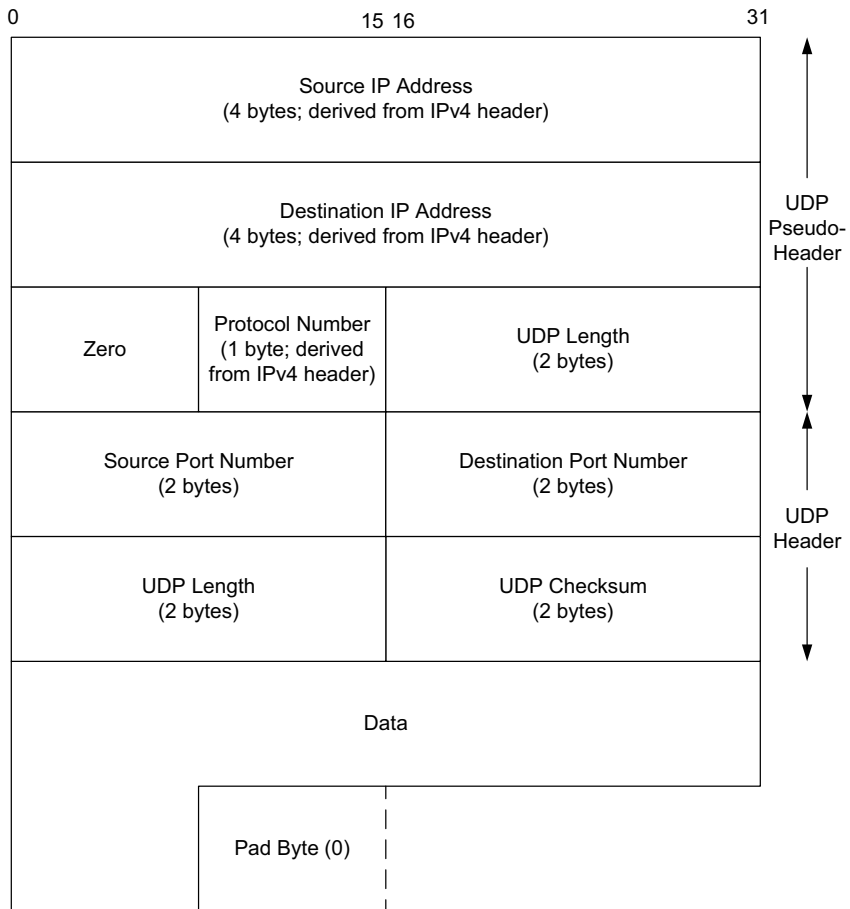 0 15 16 31
Source IP Address
(4 bytes; derived from IPv4 header)
Destination IP Address
(4 bytes; derived from IPv4 header)
UDP
Pseudo-
Header
Zero
Protocol Number
(1 byte; derived
from IPv4 header)
UDP Length
(2 bytes)
Source Port Number
(2 bytes)
Destination Port Number
(2 bytes)
UDP
Header
UDP Length
(2 bytes)
UDP Checksum
(2 bytes)
Data
Pad Byte (0)